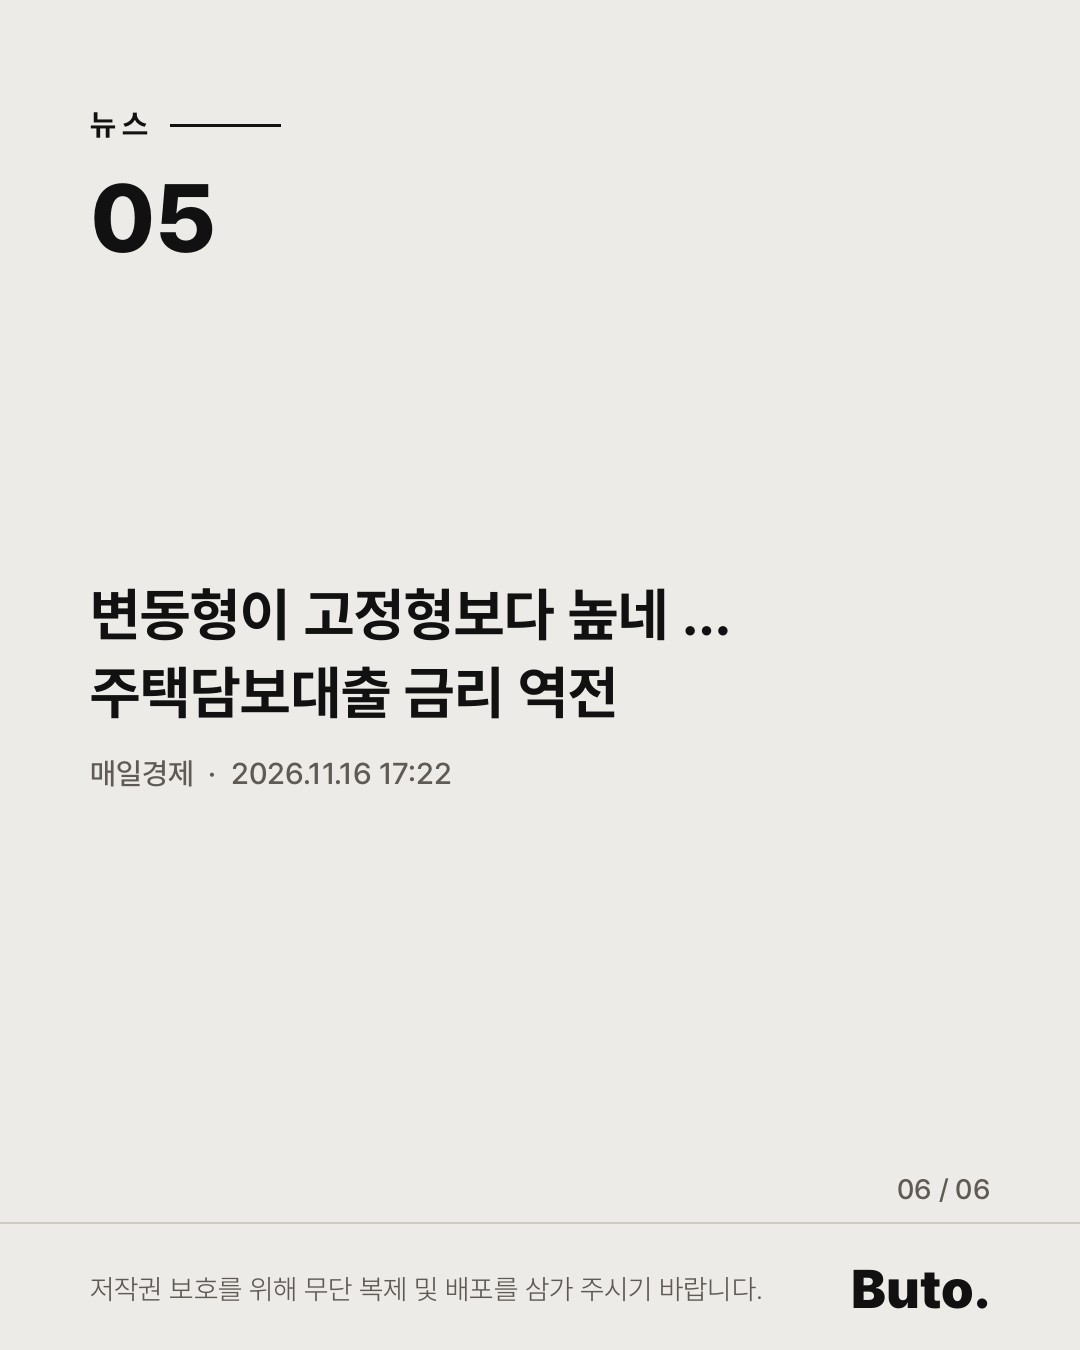 뉴스
05
변동형이 고정형보다 높네 ...
주택담보대출 금리 역전
매일경제 · 2026.11.16 17:22
06 / 06
저작권 보호를 위해 무단 복제 및 배포를 삼가 주시기 바랍니다.
Buto.